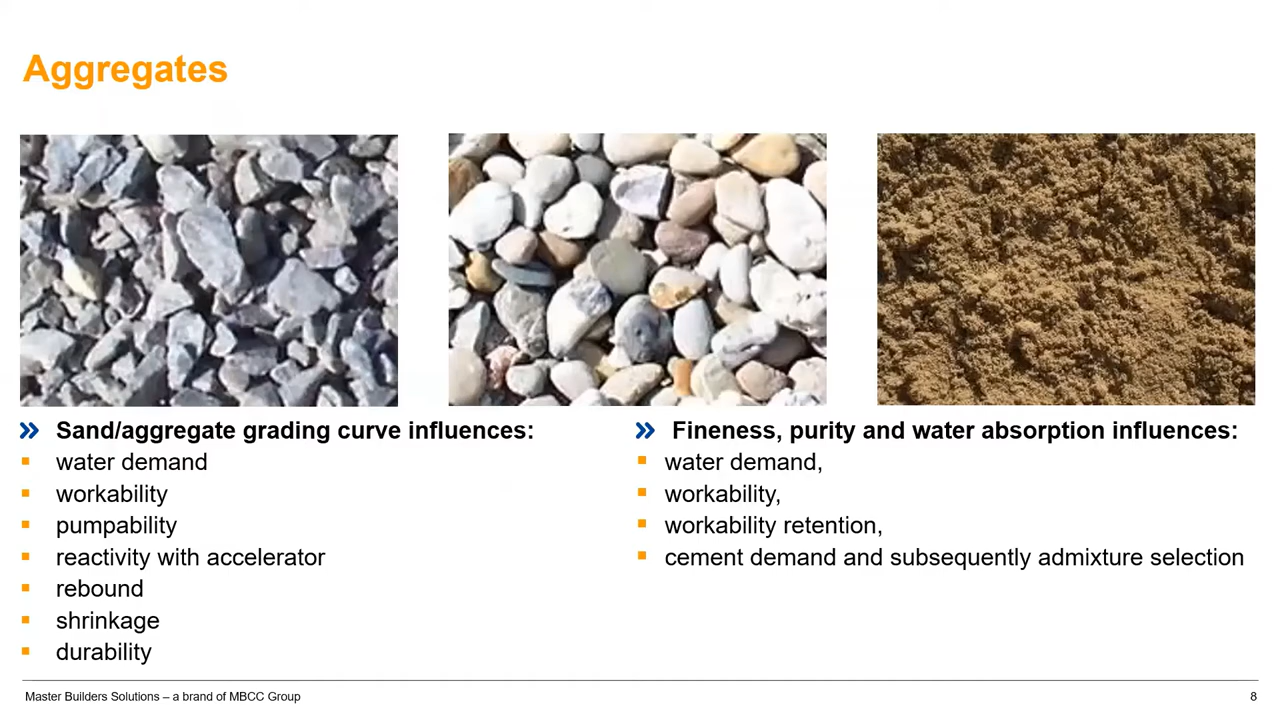 Aggregates
Sand/aggregate grading curve influences:
water demand
workability
pumpability
reactivity with accelerator
rebound
shrinkage
durability
Fineness, purity and water absorption influences:
water demand,
workability,
workability retention,
cement demand and subsequently admixture selection
Master Builders Solutions – a brand of MBCC Group
8